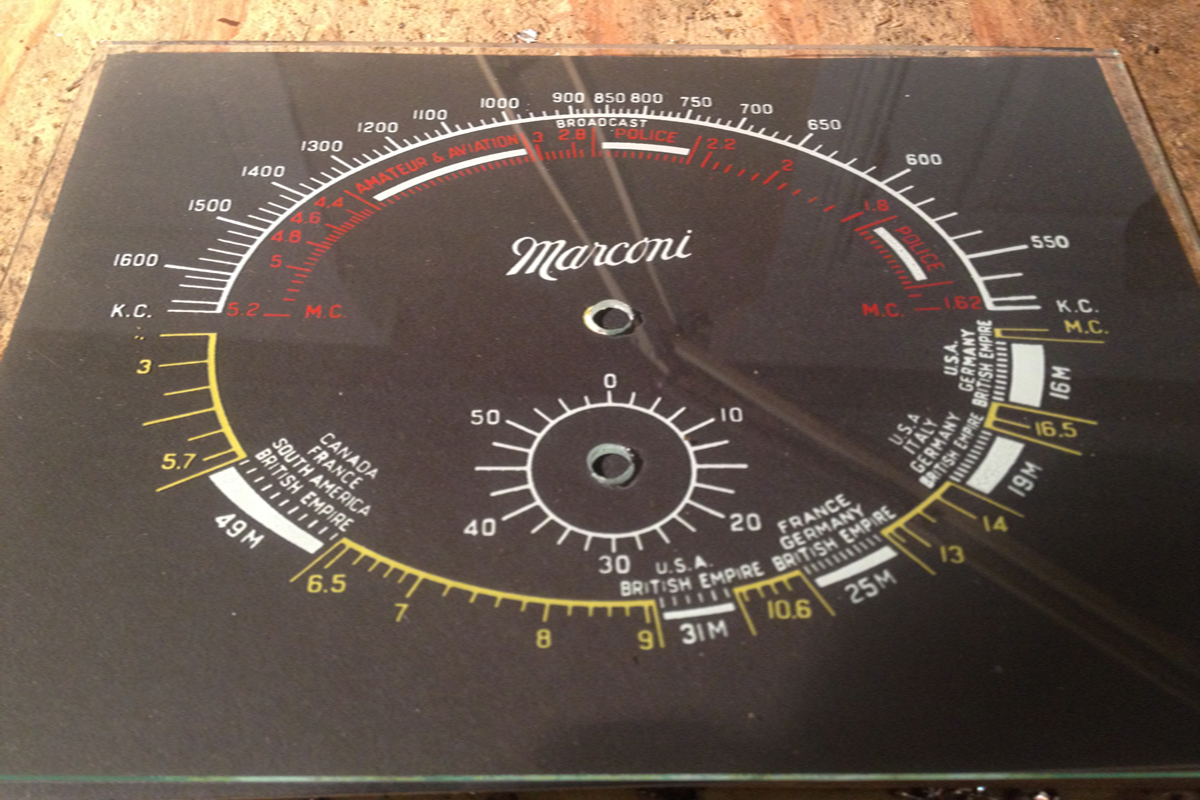 1000 900 850 800 750 700
1100 650
1200 BROADCAST 600
1300 AMATEUR & AVIATION 3 2.8 POLICE 2.2 2
1400 4.4 1.8
1500 4.6 POLICE 550
4.8
1600 5 Marconi
K.C. 5.2 M.C. M.C. 1.62 K.C.
M.C.
3
5.7
0
50 10
40 20
30
U.S.A.
GERMANY
BRITISH EMPIRE
16M
16.5
U.S.A
ITALY
GERMANY
BRITISH EMPIRE
19M
14
13
FRANCE
GERMANY
BRITISH EMPIRE
25M
10.6
U.S.A.
BRITISH EMPIRE
31M
9
8
7
6.5
CANADA
FRANCE
SOUTH AMERICA
BRITISH EMPIRE
49M